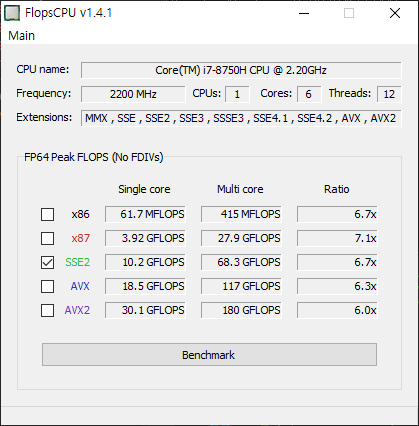 FlopsCPU v1.4.1
Main
CPU name: Core(TM) i7-8750H CPU @ 2.20GHz
Frequency: 2200 MHz CPUs: 1 Cores: 6 Threads: 12
Extensions: MMX , SSE , SSE2 , SSE3 , SSSE3 , SSE4.1 , SSE4.2 , AVX , AVX2
FP64 Peak FLOPS (No FDIVs)
Single core Multi core Ratio
x86 61.7 MFLOPS 415 MFLOPS 6.7x
x87 3.92 GFLOPS 27.9 GFLOPS 7.1x
SSE2 10.2 GFLOPS 68.3 GFLOPS 6.7x
AVX 18.5 GFLOPS 117 GFLOPS 6.3x
AVX2 30.1 GFLOPS 180 GFLOPS 6.0x
Benchmark